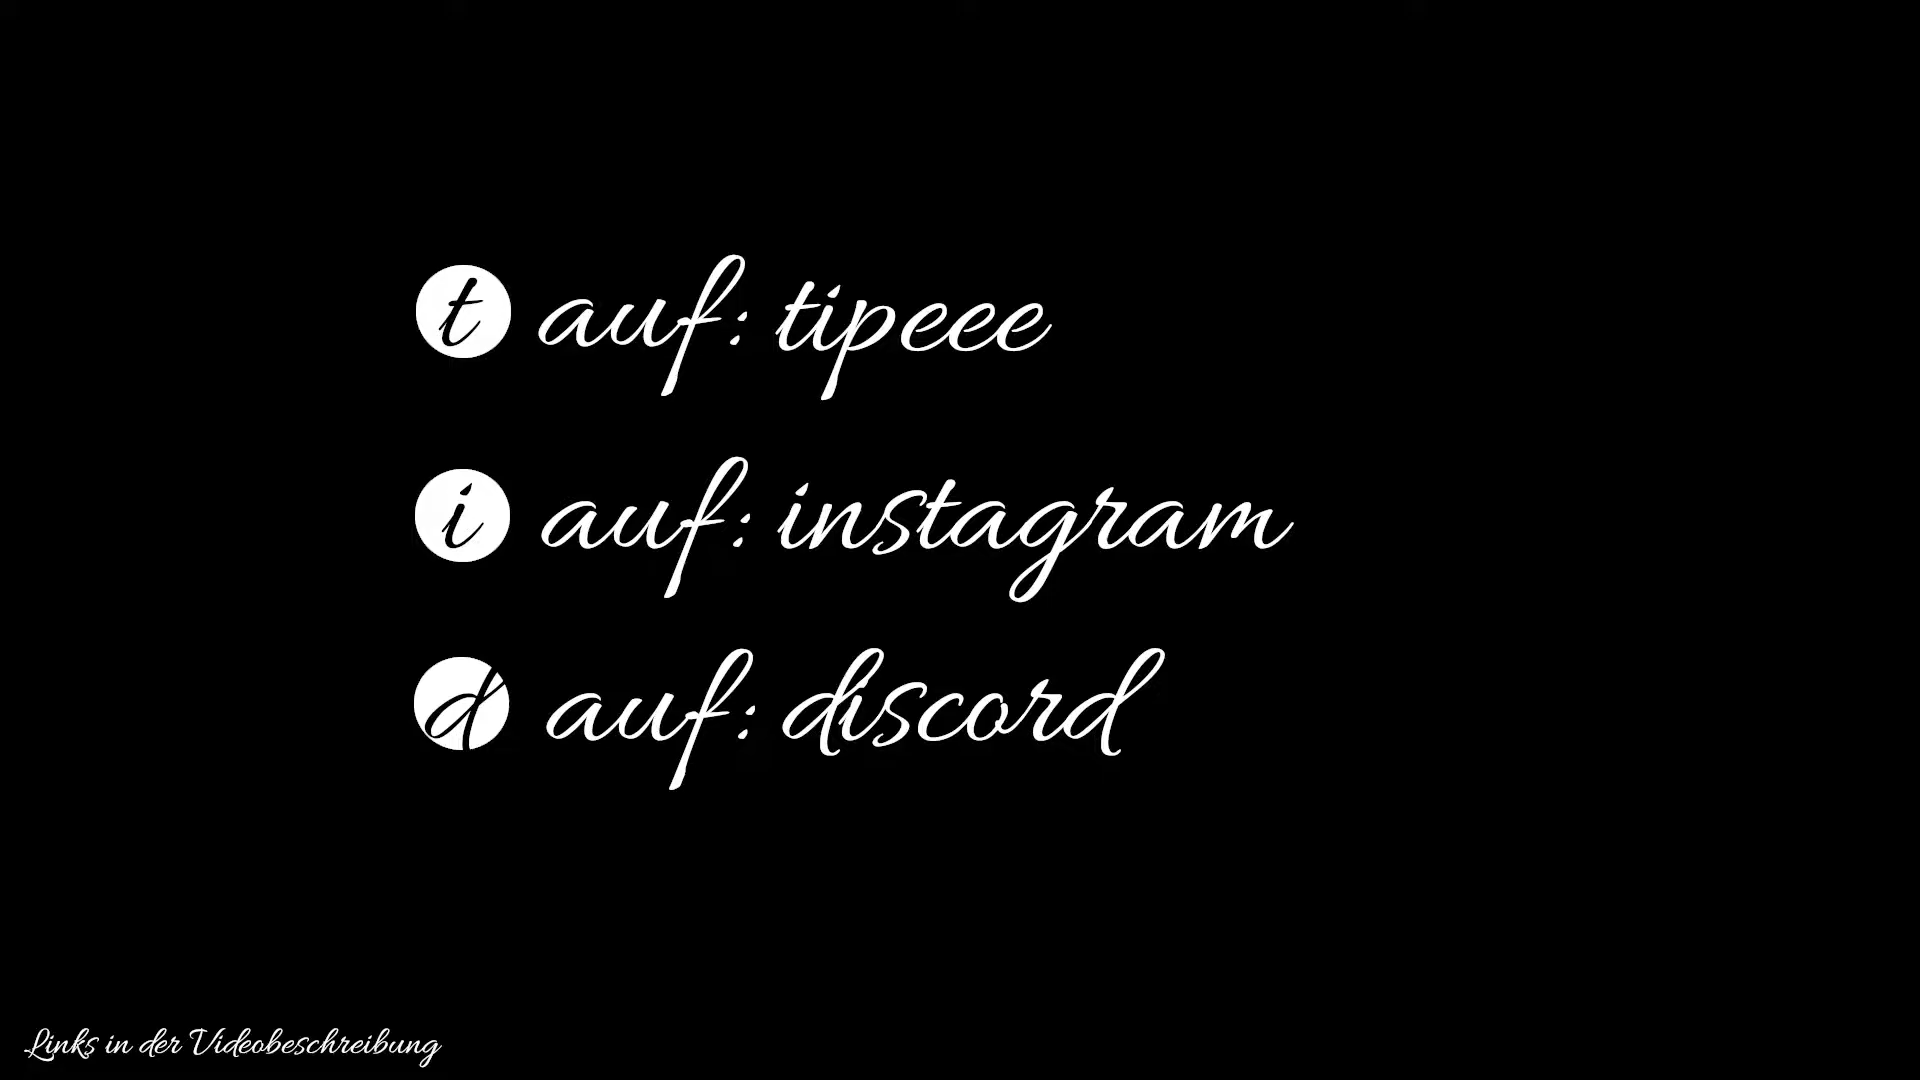 t auf: tipeee
i auf: instagram
d auf: discord
Links in der Videobeschreibung